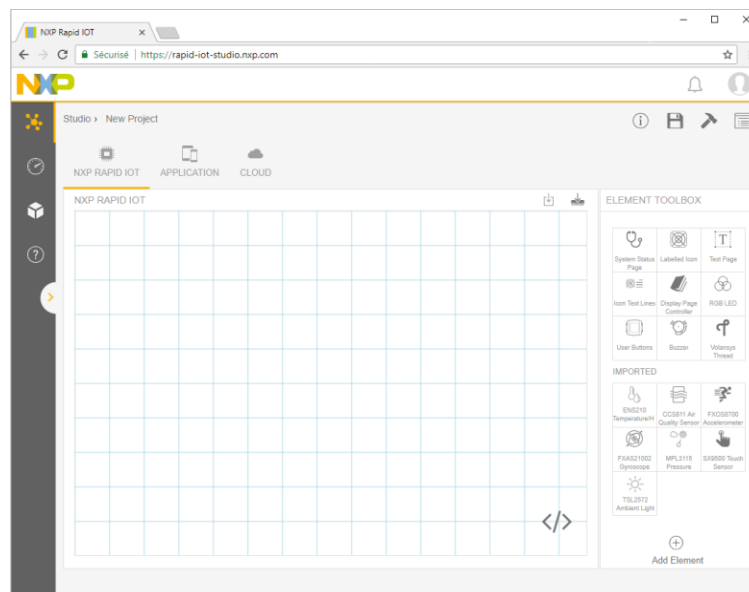 NXP Rapid IOT
Sécurisé | https://rapid-iot-studio.nxp.com
NXP
Studio › New Project
NXP RAPID IOT APPLICATION CLOUD
NXP RAPID IOT
ELEMENT TOOLBOX
System Status Page
Labelled Icon
Text Page
Icon Text Lines
Display Page Controller
RGB LED
User Buttons
Buzzer
Volansys Thread
IMPORTED
ENS210 Temperature/H
CCS811 Air Quality Sensor
FXOS8700 Accelerometer
FXAS21002 Gyroscope
MPL3115 Pressure
SX9500 Touch Sensor
TSL2572 Ambient Light
</>
Add Element